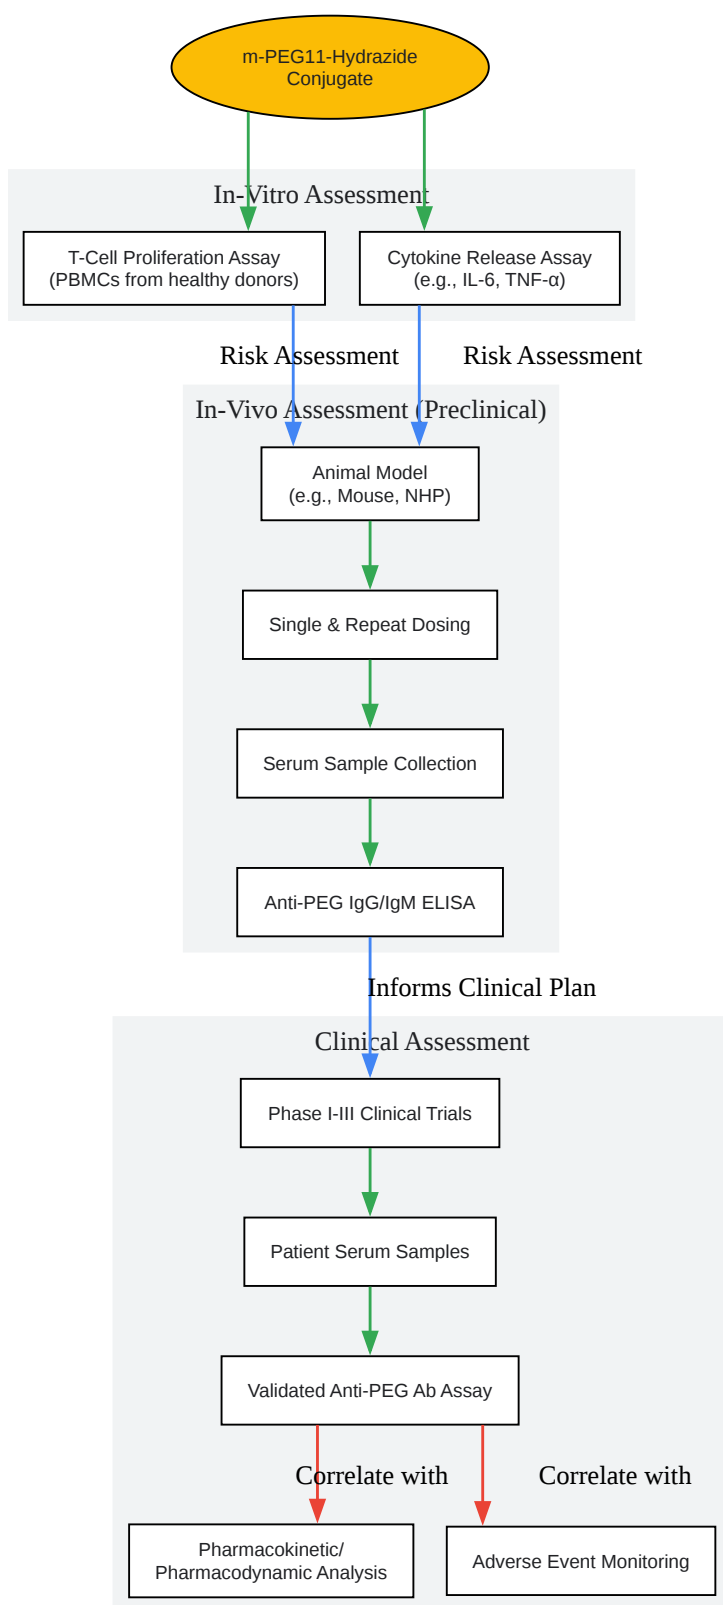 m-PEG11-Hydrazide
Conjugate
In-Vitro Assessment
T-Cell Proliferation Assay
(PBMCs from healthy donors)
Cytokine Release Assay
(e.g., IL-6, TNF-α)
Risk Assessment
Risk Assessment
In-Vivo Assessment (Preclinical)
Animal Model
(e.g., Mouse, NHP)
Single & Repeat Dosing
Serum Sample Collection
Anti-PEG IgG/IgM ELISA
Informs Clinical Plan
Clinical Assessment
Phase I-III Clinical Trials
Patient Serum Samples
Validated Anti-PEG Ab Assay
Correlate with
Correlate with
Pharmacokinetic/
Pharmacodynamic Analysis
Adverse Event Monitoring